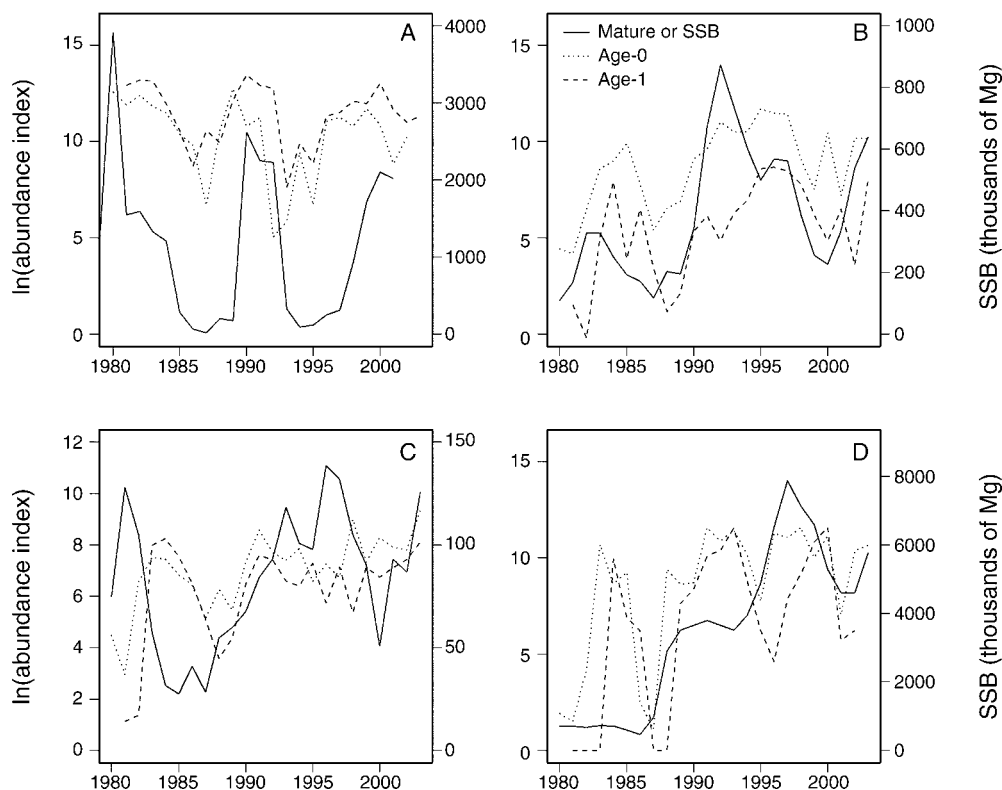 A
15
10
5
0
4000
3000
2000
1000
0
1980 1985 1990 1995 2000
ln(abundance index)
B
Mature or SSB
Age-0
Age-1
15
10
5
0
1000
800
600
400
200
0
1980 1985 1990 1995 2000
SSB (thousands of Mg)
C
12
10
8
6
4
2
0
150
100
50
0
1980 1985 1990 1995 2000
ln(abundance index)
D
15
10
5
0
8000
6000
4000
2000
0
1980 1985 1990 1995 2000
SSB (thousands of Mg)